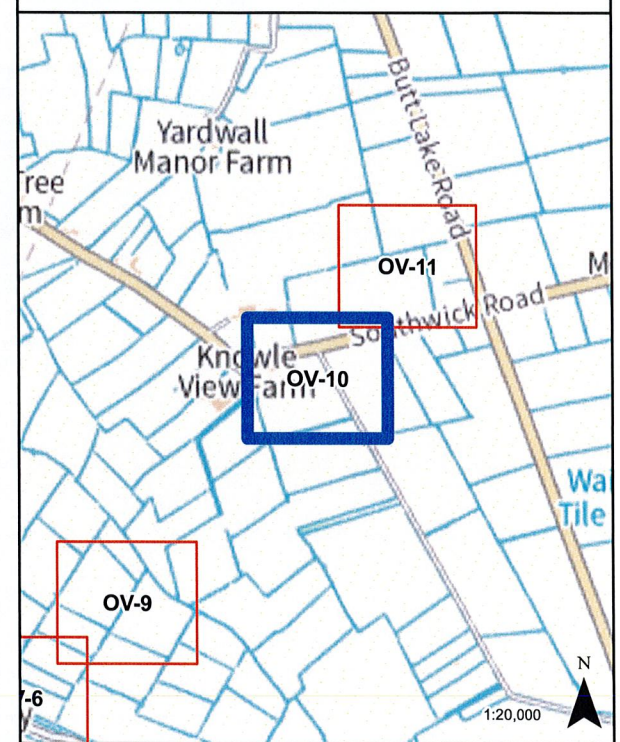 Yardwall
Manor Farm
Tree
m
Butt Lake Road
OV-11
M
Southwick Road
Knowle
View Farm
OV-10
Wai
Tile
OV-9
-6
y
N
1:20,000